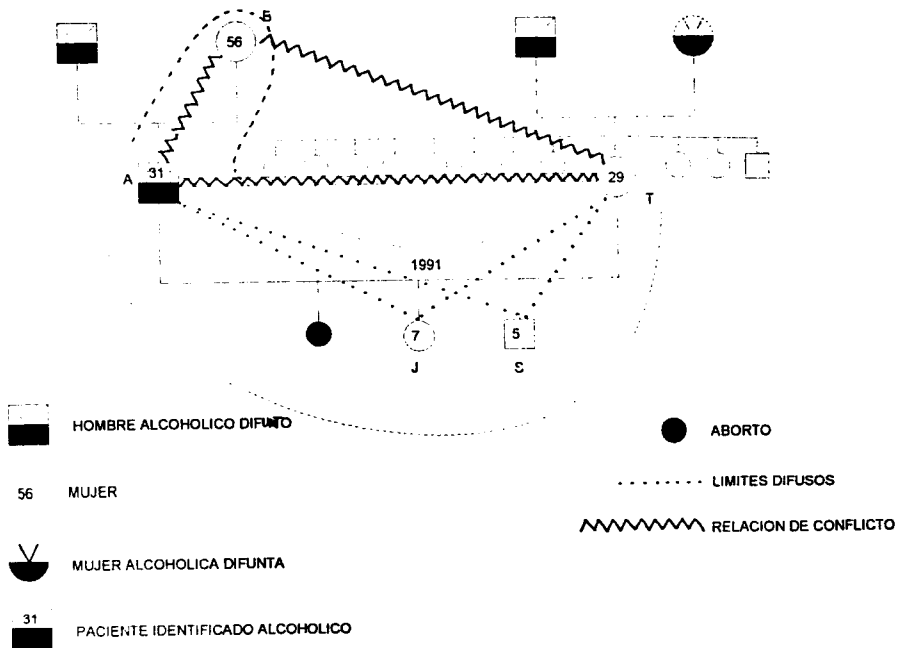 B
56
A
31
29
T
1991
7
5
J
S
HOMBRE ALCOHOLICO DIFUNTO
56 MUJER
MUJER ALCOHOLICA DIFUNTA
31 PACIENTE IDENTIFICADO ALCOHOLICO
ABORTO
LIMITES DIFUSOS
RELACION DE CONFLICTO